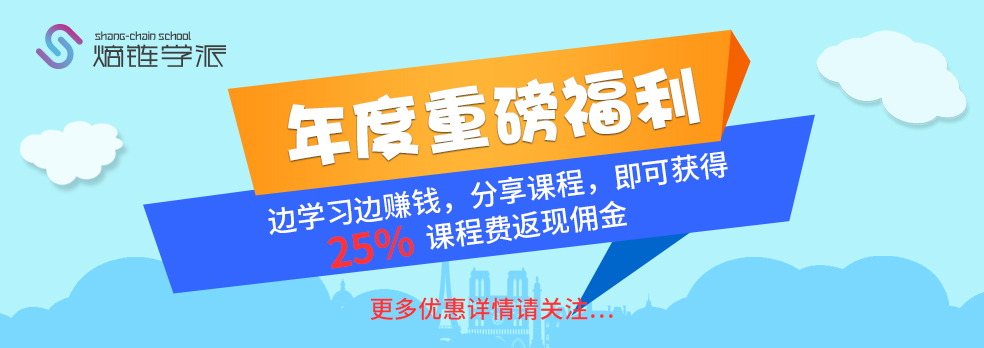 shang-chain school
熵链学派
年度重磅福利
边学习边赚钱，分享课程，即可获得
25% 课程费返现佣金
更多优惠详情请关注...